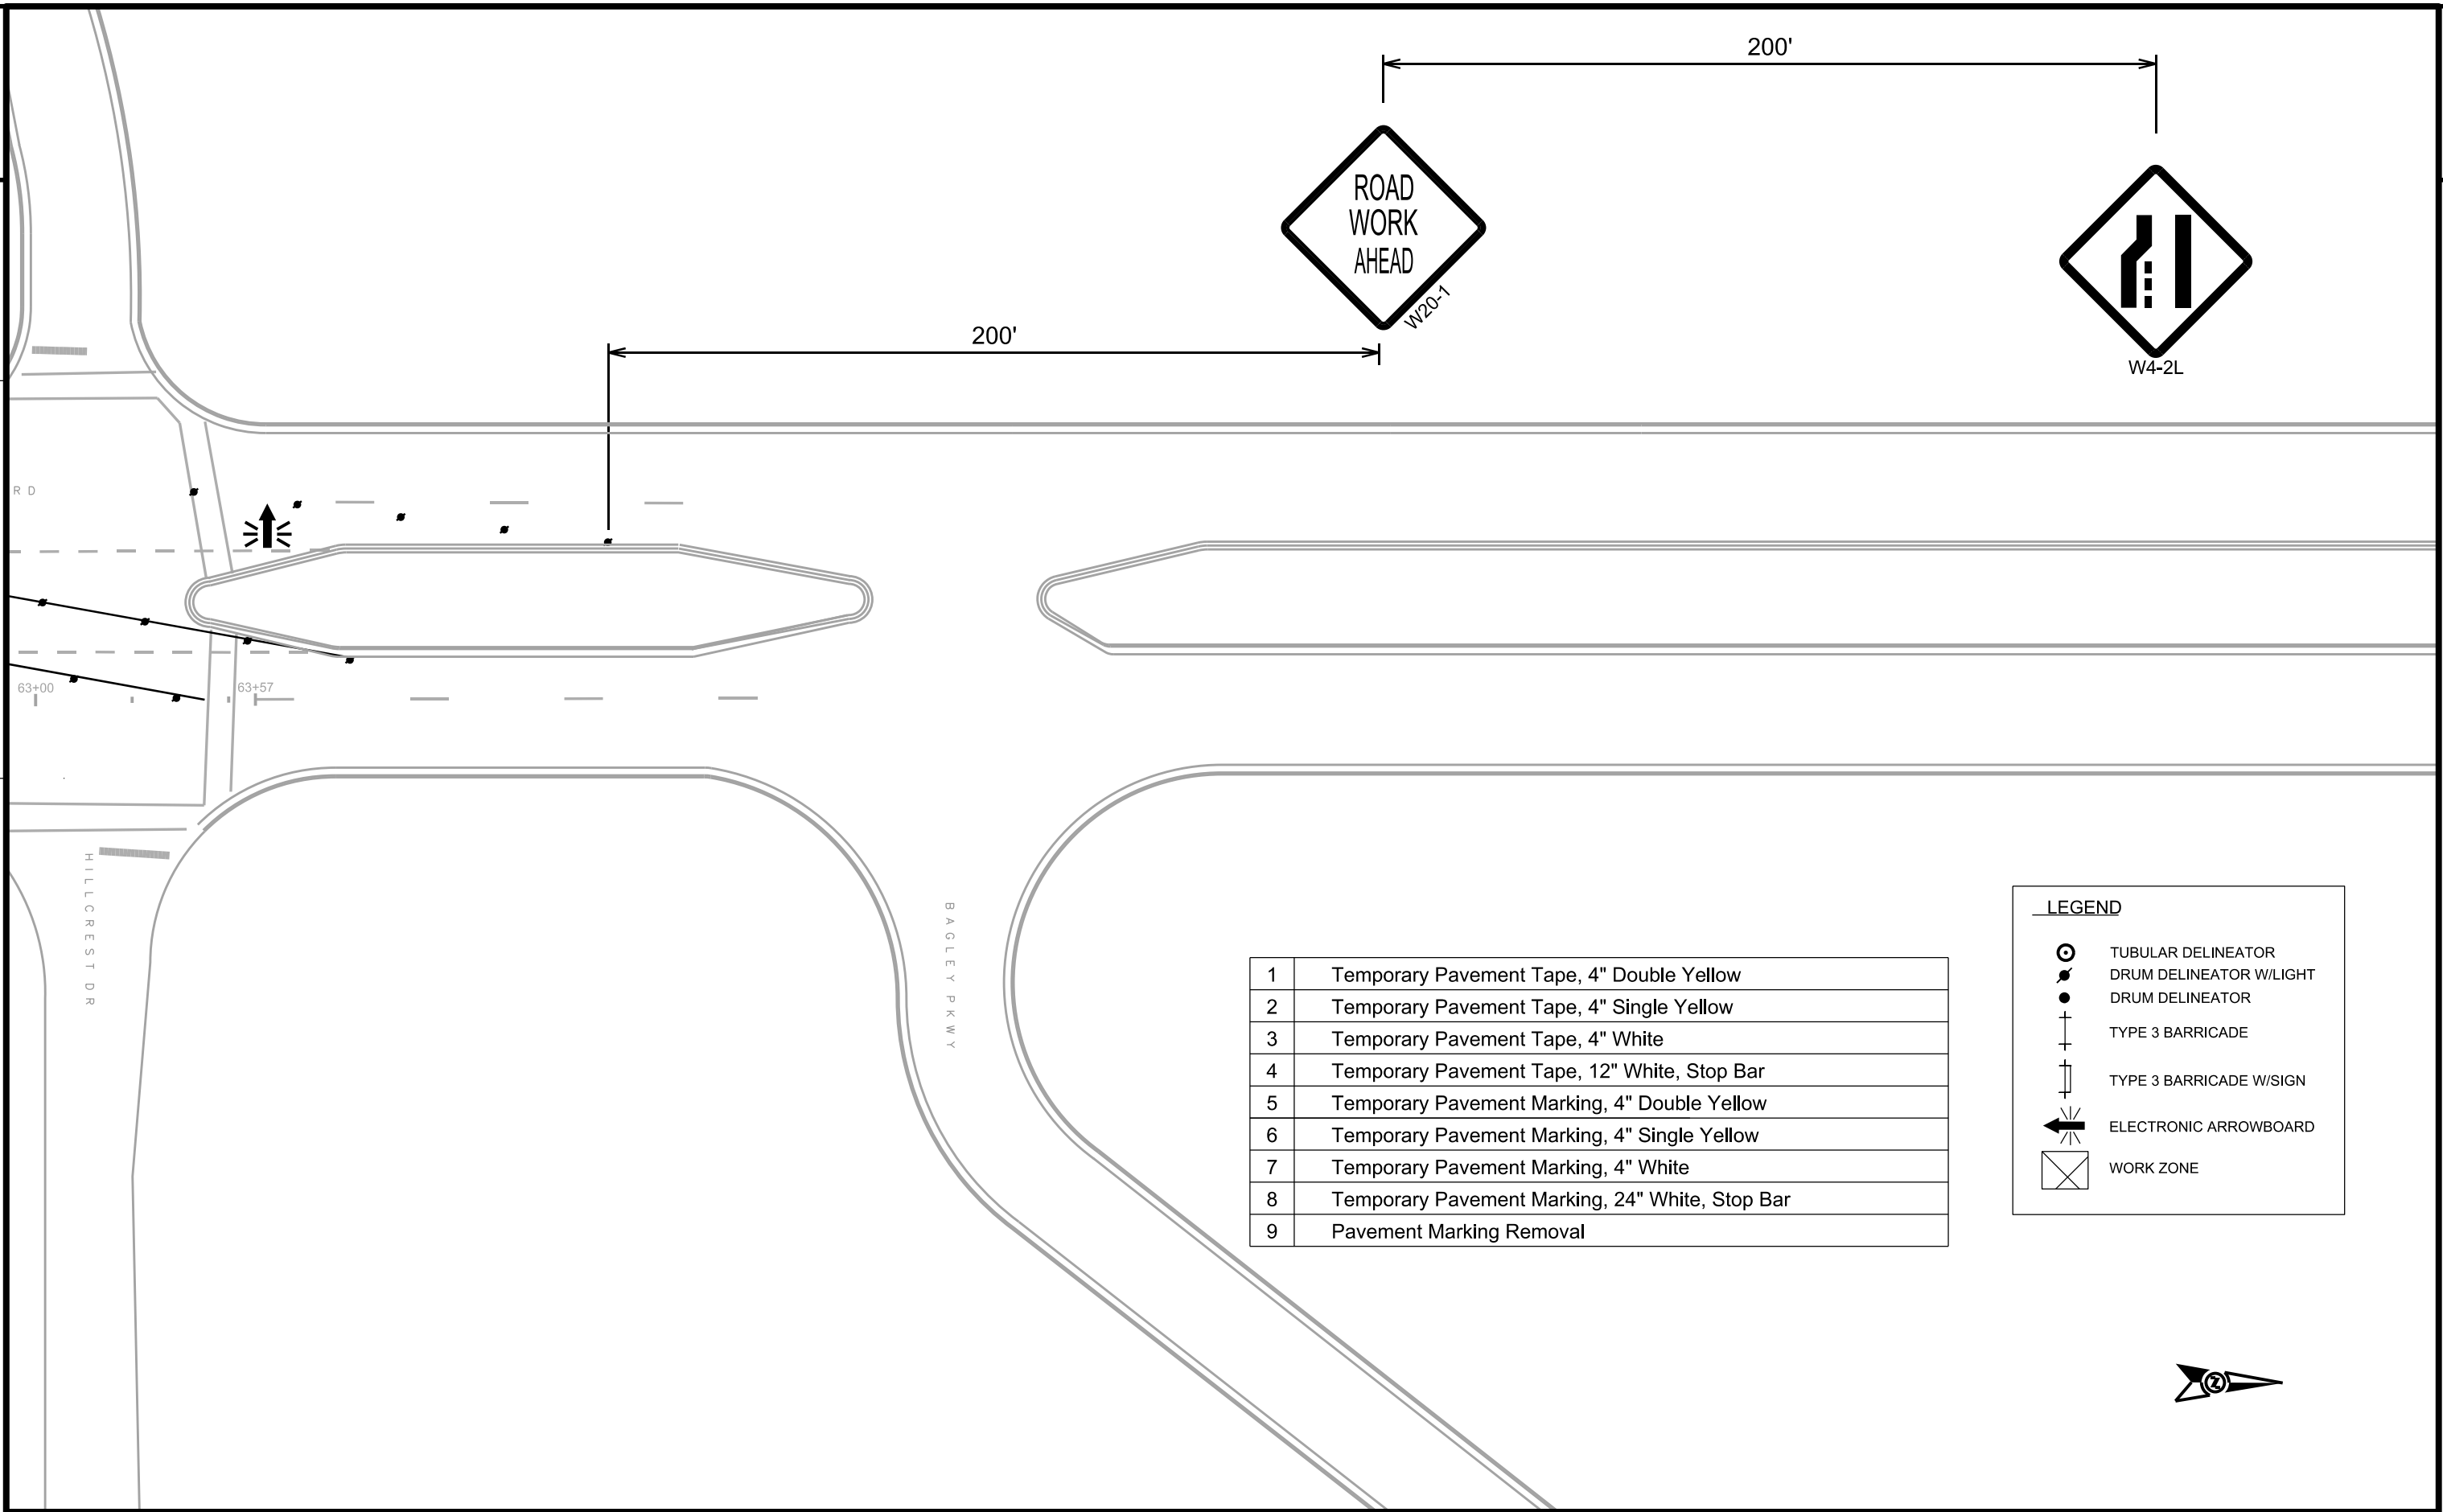 200'
ROAD
WORK
AHEAD
W20-1
W4-2L
200'
RD
63+00
63+57
HILLCREST DR
BAGLEY PKWY
1 Temporary Pavement Tape, 4" Double Yellow
2 Temporary Pavement Tape, 4" Single Yellow
3 Temporary Pavement Tape, 4" White
4 Temporary Pavement Tape, 12" White, Stop Bar
5 Temporary Pavement Marking, 4" Double Yellow
6 Temporary Pavement Marking, 4" Single Yellow
7 Temporary Pavement Marking, 4" White
8 Temporary Pavement Marking, 24" White, Stop Bar
9 Pavement Marking Removal
LEGEND
TUBULAR DELINEATOR
DRUM DELINEATOR W/LIGHT
DRUM DELINEATOR
TYPE 3 BARRICADE
TYPE 3 BARRICADE W/SIGN
ELECTRONIC ARROWBOARD
WORK ZONE
Z